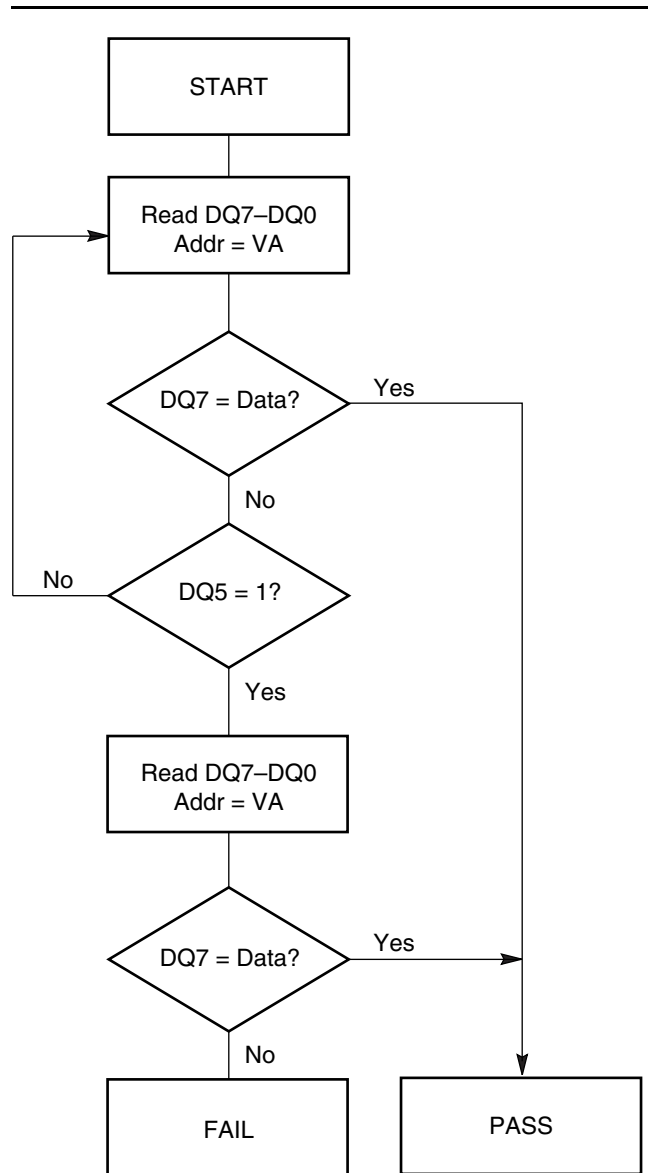 START
Read DQ7–DQ0
Addr = VA
DQ7 = Data?
Yes
No
No
DQ5 = 1?
Yes
Read DQ7–DQ0
Addr = VA
DQ7 = Data?
Yes
No
FAIL
PASS